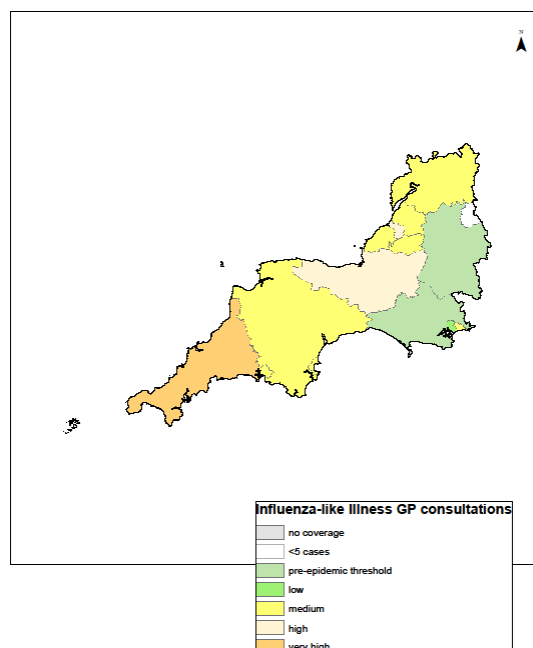 N
Influenza-like Illness GP consultations
no coverage
<5 cases
pre-epidemic threshold
low
medium
high
very high